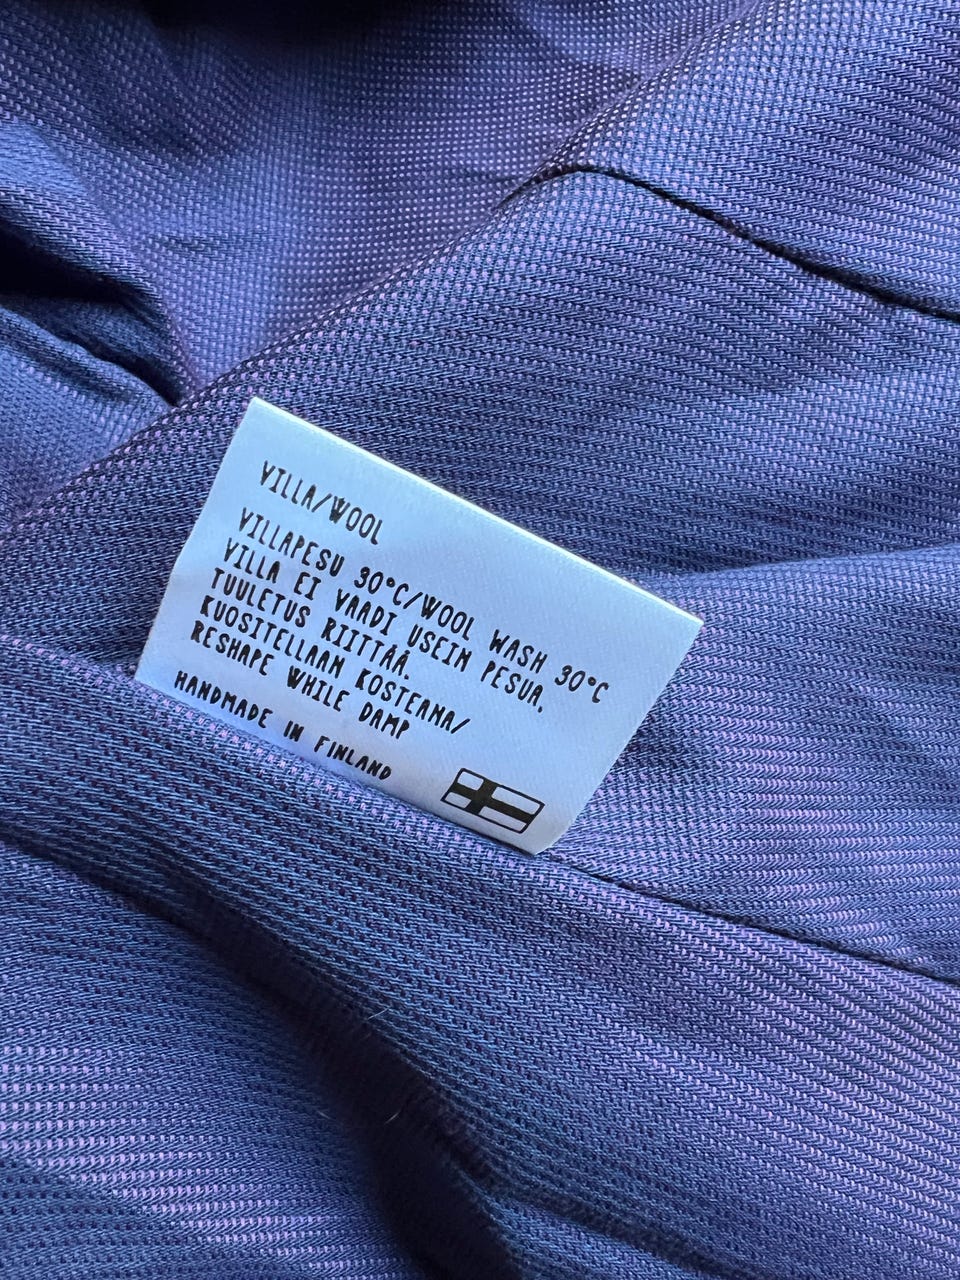 VILLA/WOOL
VILLAPESU 30°C/WOOL WASH 30°C
VILLA EI VAADI USEIN PESUA,
TUULETUS RIITTÄÄ.
KUOSITELLAAN KOSTEANA/
RESHAPE WHILE DAMP
HANDMADE IN FINLAND